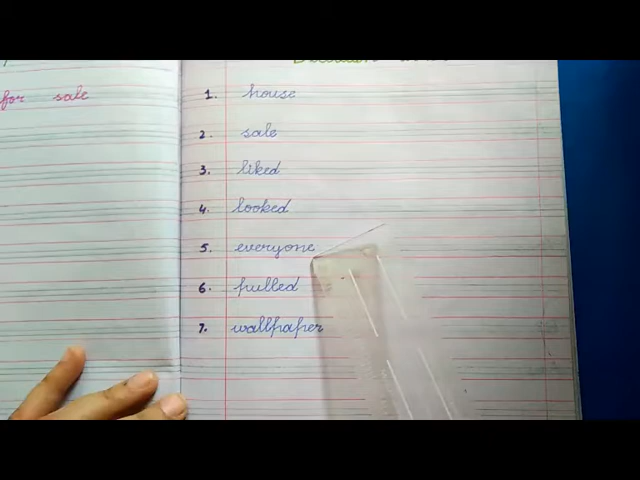 for sale
1. house
2. sale
3. liked
4. looked
5. everyone
6. pulled
7. wallpaper